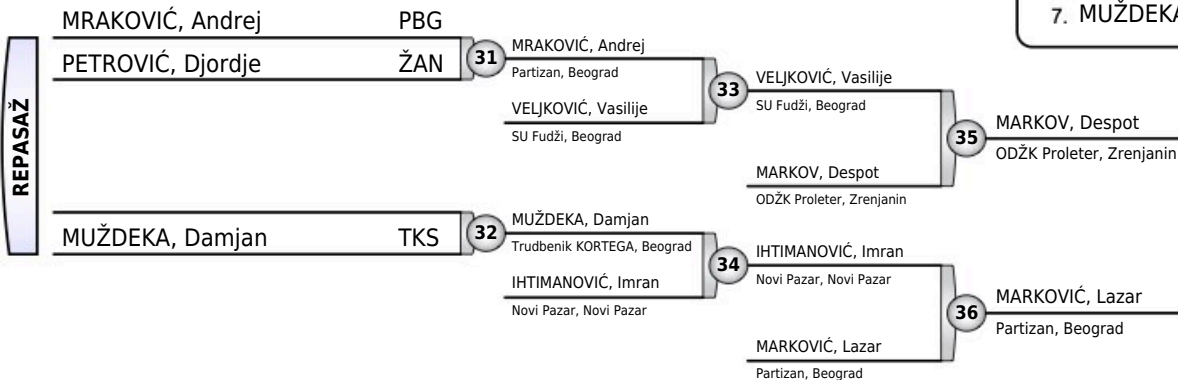 7. MUŽDEKA
REPASAŽ
MRAKOVIĆ, Andrej PBG
PETROVIĆ, Djordje ŽAN
31
MRAKOVIĆ, Andrej
Partizan, Beograd
VELJKOVIĆ, Vasilije
SU Fudži, Beograd
33
VELJKOVIĆ, Vasilije
SU Fudži, Beograd
MARKOV, Despot
ODŽK Proleter, Zrenjanin
35
MARKOV, Despot
ODŽK Proleter, Zrenjanin
MUŽDEKA, Damjan TKS
32
MUŽDEKA, Damjan
Trudbenik KORTEGA, Beograd
IHTIMANOVIĆ, Imran
Novi Pazar, Novi Pazar
34
IHTIMANOVIĆ, Imran
Novi Pazar, Novi Pazar
MARKOVIĆ, Lazar
Partizan, Beograd
36
MARKOVIĆ, Lazar
Partizan, Beograd